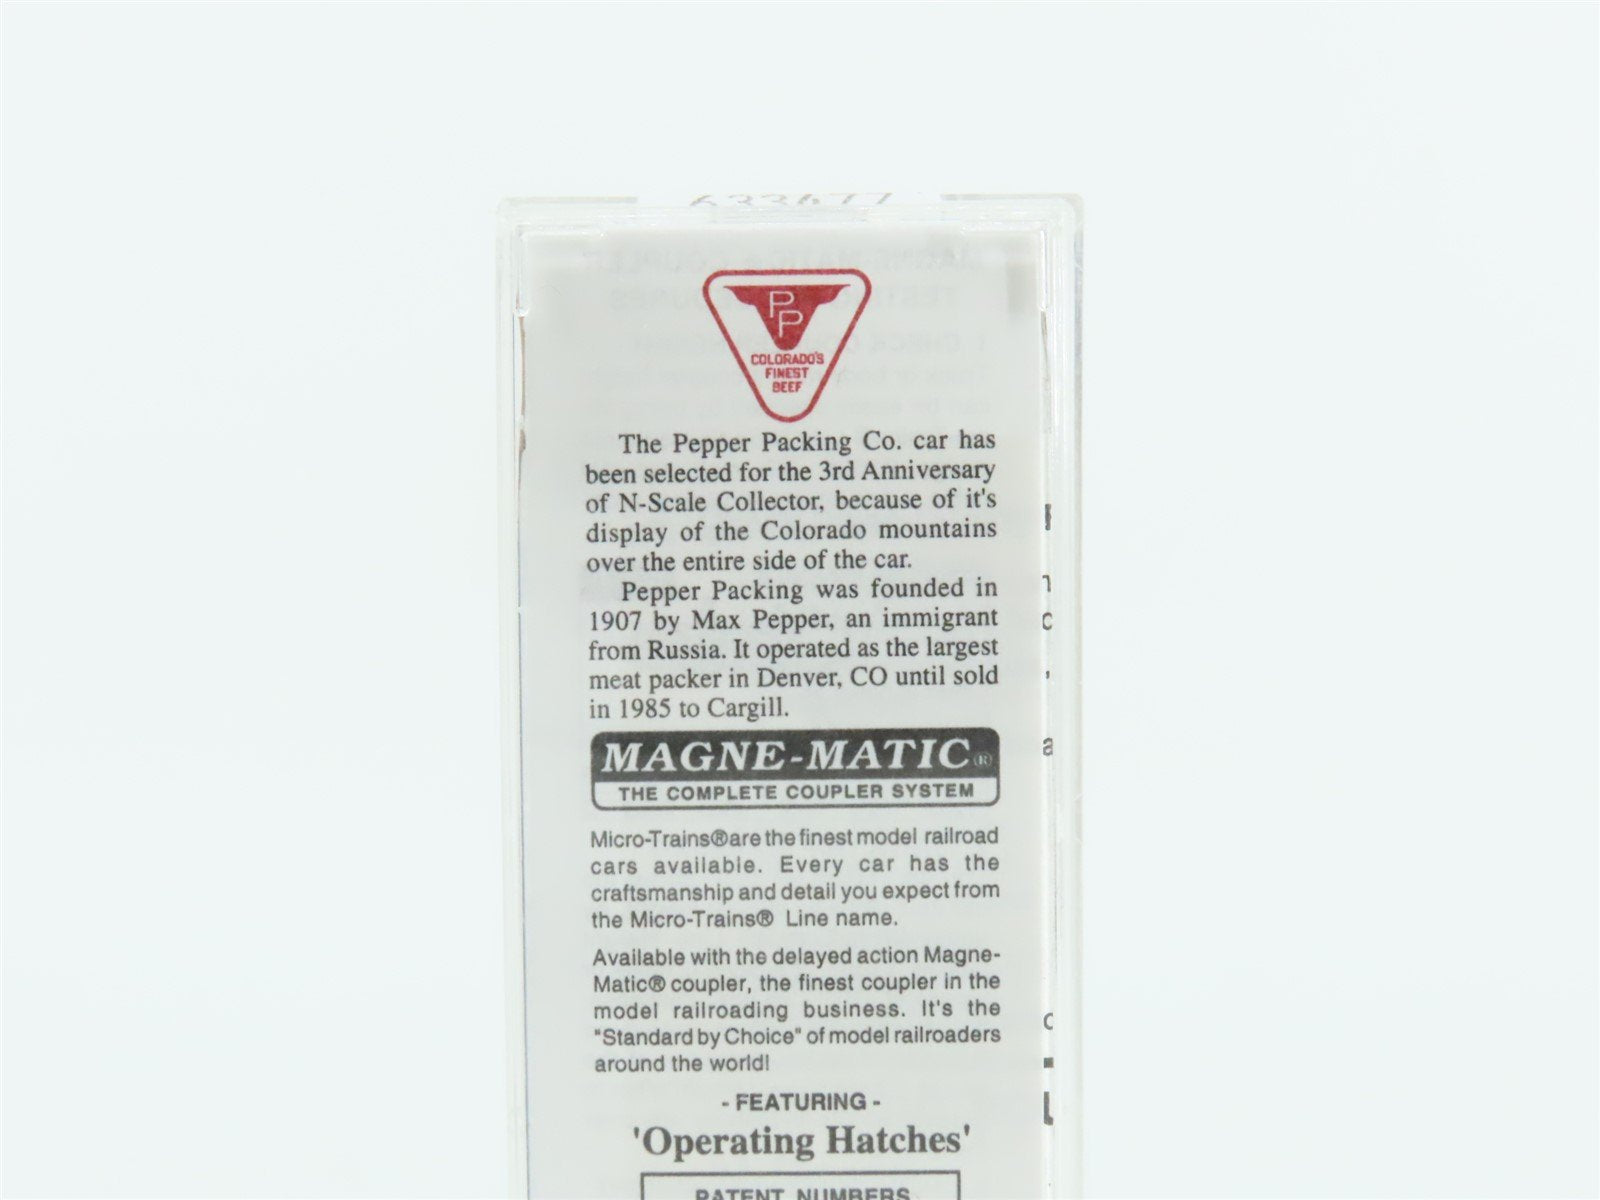 PP
COLORADO'S
FINEST
BEEF
The Pepper Packing Co. car has
been selected for the 3rd Anniversary
of N-Scale Collector, because of it's
display of the Colorado mountains
over the entire side of the car.
Pepper Packing was founded in
1907 by Max Pepper, an immigrant
from Russia. It operated as the largest
meat packer in Denver, CO until sold
in 1985 to Cargill.
MAGNE-MATIC®
THE COMPLETE COUPLER SYSTEM
Micro-Trains®are the finest model railroad
cars available. Every car has the
craftsmanship and detail you expect from
the Micro-Trains® Line name.
Available with the delayed action Magne-
Matic® coupler, the finest coupler in the
model railroading business. It's the
"Standard by Choice" of model railroaders
around the world!
- FEATURING -
'Operating Hatches'
PATENT NUMBERS